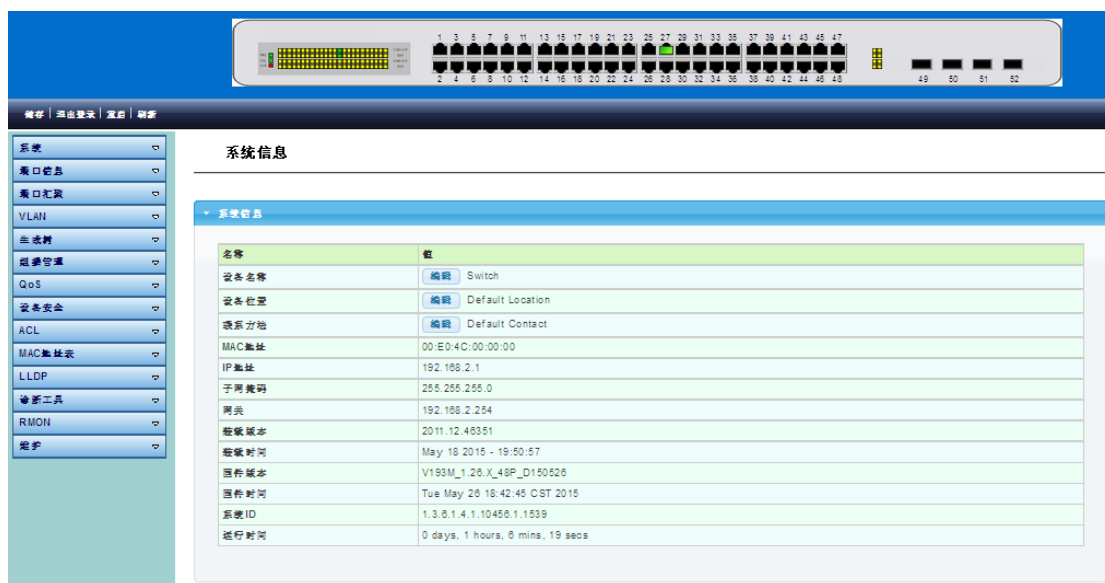 1 3 5 7 9 11 13 15 17 19 21 23 25 27 29 31 33 35 37 39 41 43 45 47
2 4 6 8 10 12 14 16 18 20 22 24 26 28 30 32 34 36 38 40 42 44 46 48
49 50 51 52
储存 | 退出登录 | 重启 | 刷新
系统
端口信息
端口汇聚
VLAN
生成树
组播管理
QoS
设备安全
ACL
MAC地址表
LLDP
诊断工具
RMON
维护
系统信息
系统信息
名称 值
设备名称 编辑 Switch
设备位置 编辑 Default Location
联系方法 编辑 Default Contact
MAC地址 00:E0:4C:00:00:00
IP地址 192.168.2.1
子网掩码 255.255.255.0
网关 192.168.2.254
装载版本 2011.12.46351
装载时间 May 18 2015 - 19:50:57
固件版本 V193M_1.26.X_48P_D150526
固件时间 Tue May 26 18:42:45 CST 2015
系统ID 1.3.6.1.4.1.10456.1.1539
运行时间 0 days, 1 hours, 6 mins, 19 secs